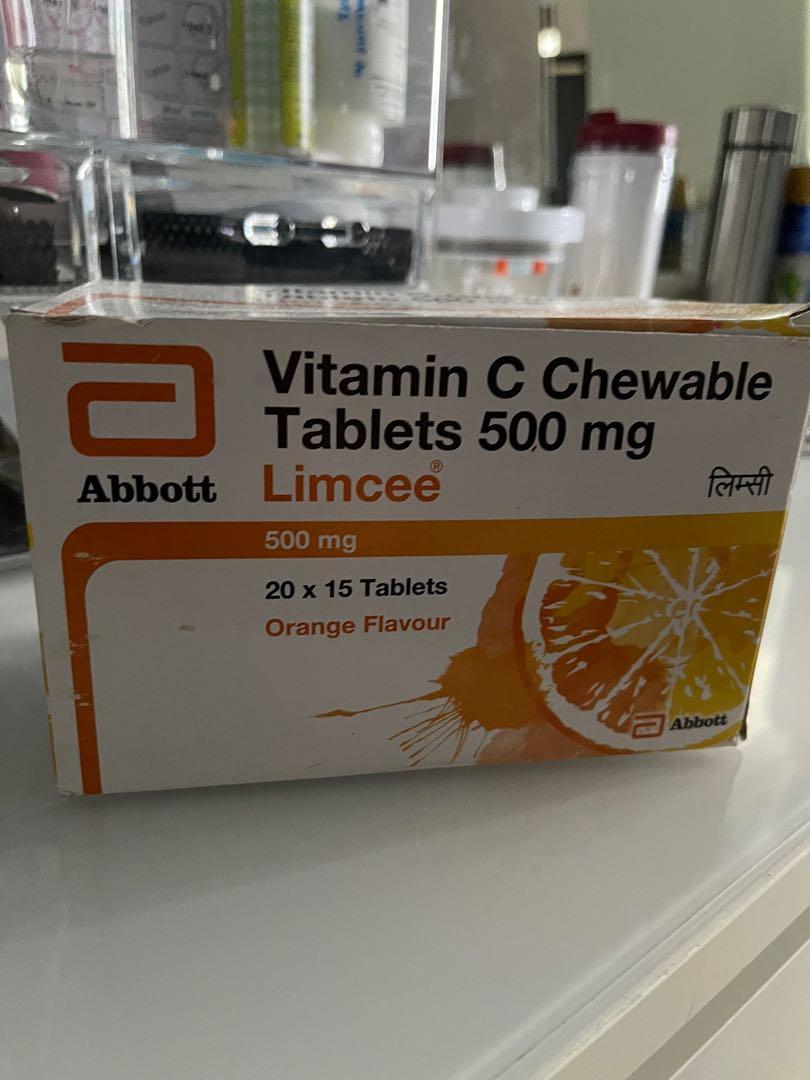 Abbott
Vitamin C Chewable
Tablets 500 mg
Limcee®
लिम्सी
500 mg
20 x 15 Tablets
Orange Flavour
Abbott